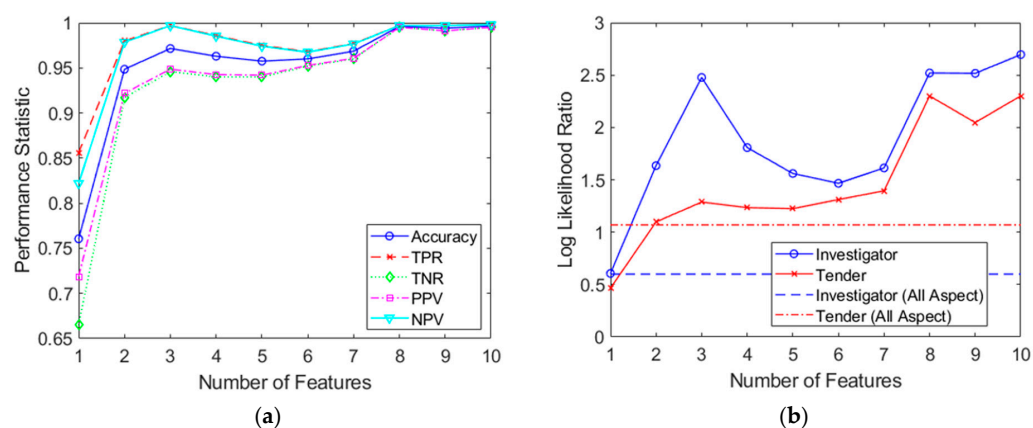 1
0.95
0.9
0.85
0.8
0.75
0.7
0.65
Performance Statistic
Accuracy
TPR
TNR
PPV
NPV
1 2 3 4 5 6 7 8 9 10
Number of Features
(a)
3
2.5
2
1.5
1
0.5
0
Log Likelihood Ratio
Investigator
Tender
Investigator (All Aspect)
Tender (All Aspect)
1 2 3 4 5 6 7 8 9 10
Number of Features
(b)